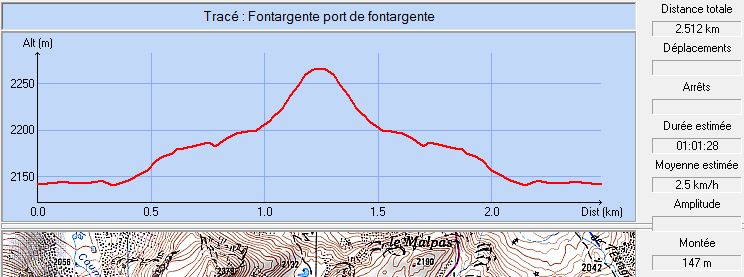 Tracé : Fontargente port de fontargente
Alt (m)
2250
2200
2150
0.0 0.5 1.0 1.5 2.0 Dist (km)
Distance totale
2.512 km
Déplacements
Arrêts
Durée estimée
01:01:28
Moyenne estimée
2.5 km/h
Amplitude
Montée
147 m
le Malpas
2056
2190
2042